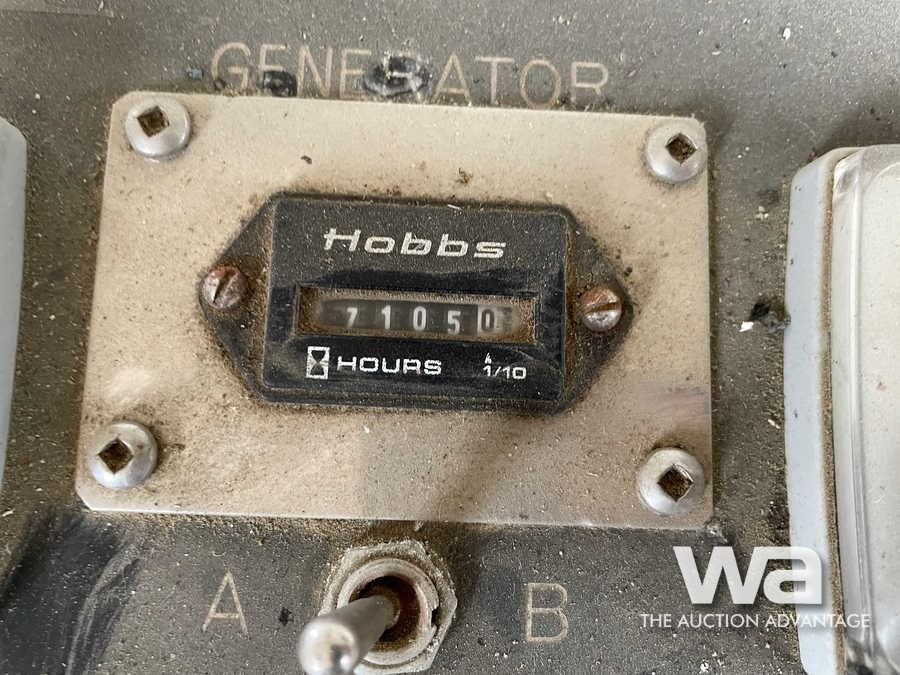 GENERATOR
Hobbs
71050
HOURS 1/10
A B
wa
THE AUCTION ADVANTAGE